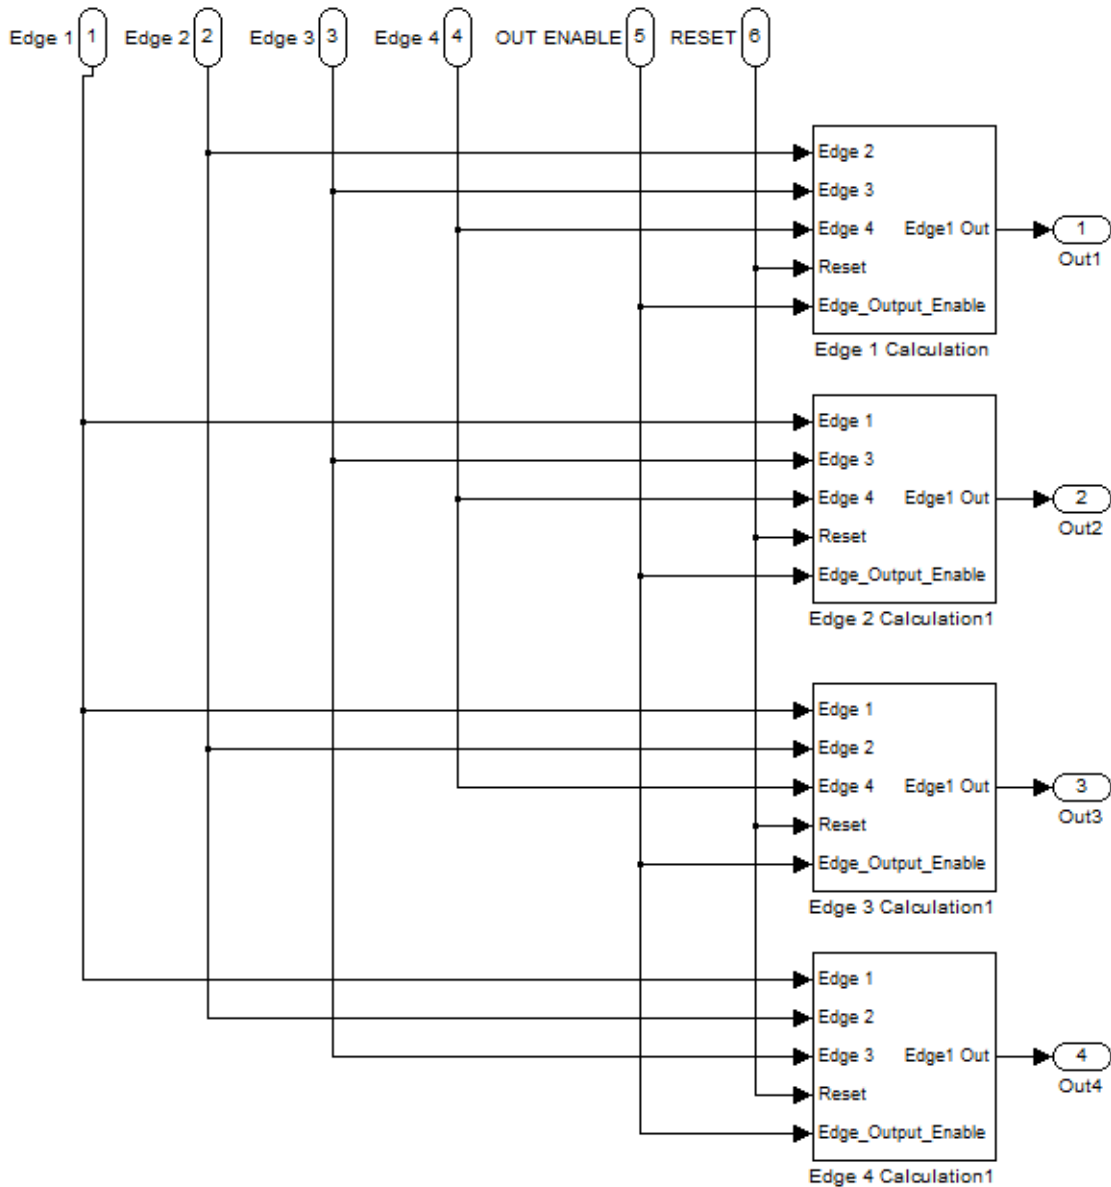 Edge 1 1 Edge 2 2 Edge 3 3 Edge 4 4 OUT ENABLE 5 RESET 6
Edge 2
Edge 3
Edge 4 Edge1 Out 1
Reset Out1
Edge_Output_Enable
Edge 1 Calculation
Edge 1
Edge 3
Edge 4 Edge1 Out 2
Reset Out2
Edge_Output_Enable
Edge 2 Calculation1
Edge 1
Edge 2
Edge 4 Edge1 Out 3
Reset Out3
Edge_Output_Enable
Edge 3 Calculation1
Edge 1
Edge 2
Edge 3 Edge1 Out 4
Reset Out4
Edge_Output_Enable
Edge 4 Calculation1